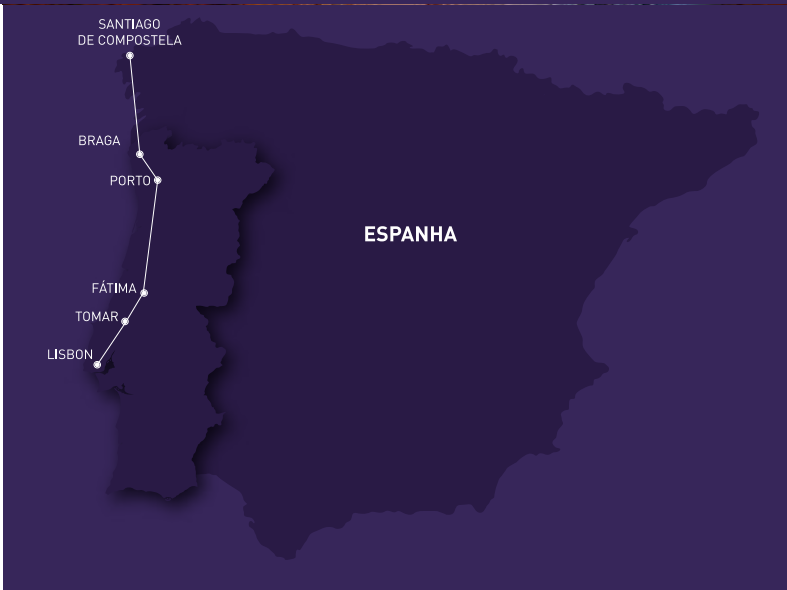 SANTIAGO
DE COMPOSTELA
BRAGA
PORTO
ESPANHA
FÁTIMA
TOMAR
LISBON